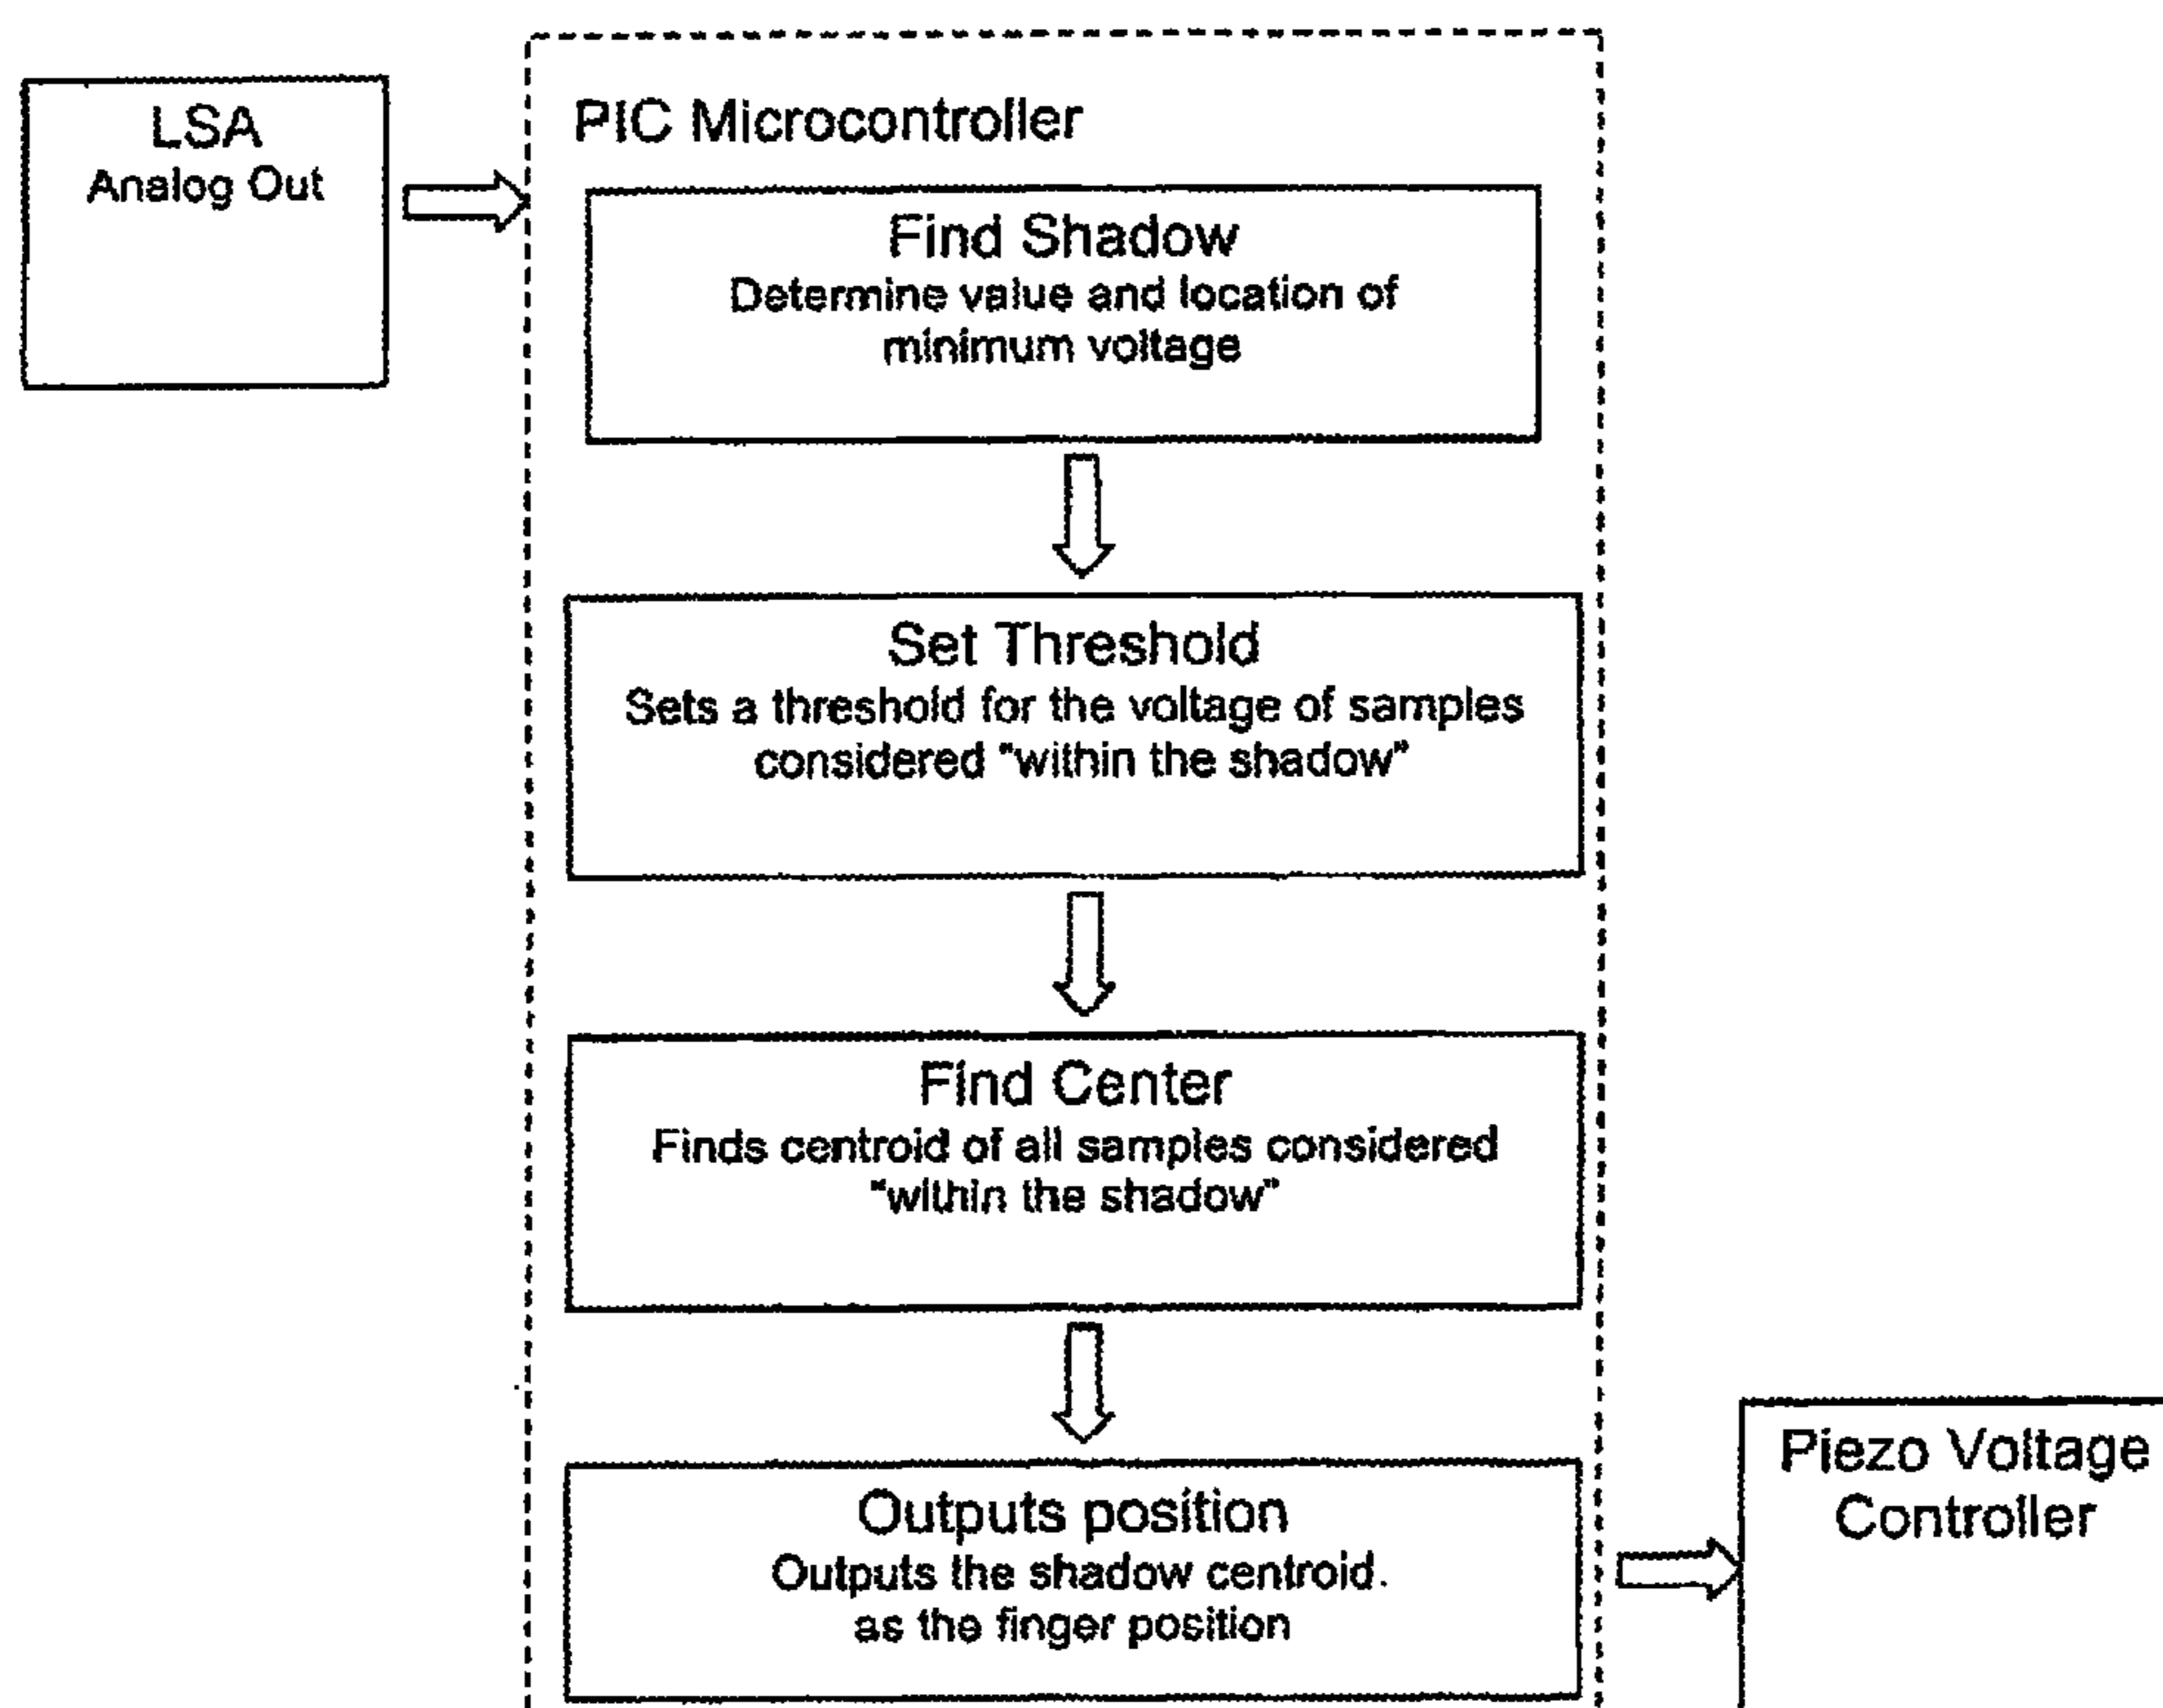 LSA
Analog Out
PIC Microcontroller
Find Shadow
Determine value and location of
minimum voltage
Set Threshold
Sets a threshold for the voltage of samples
considered "within the shadow"
Find Center
Finds centroid of all samples considered
"within the shadow"
Outputs position
Outputs the shadow centroid.
as the finger position
Piezo Voltage
Controller